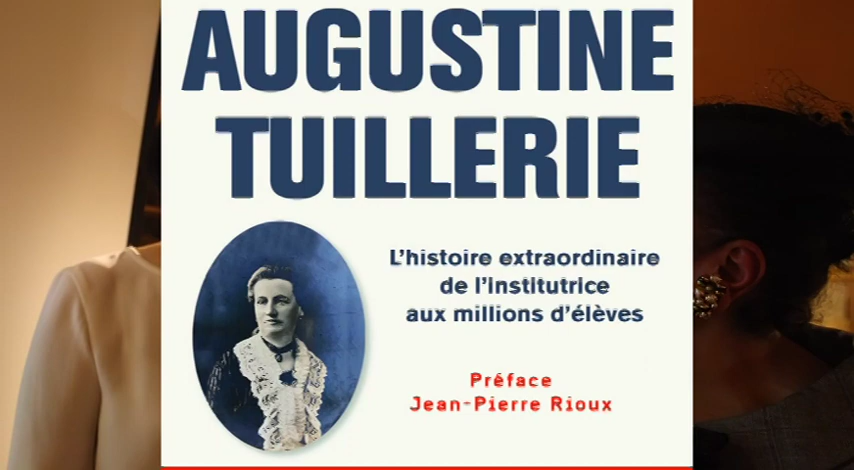 AUGUSTINE
TUILLERIE
L'histoire extraordinaire
de l'institutrice
aux millions d'élèves
Préface
Jean-Pierre Rioux